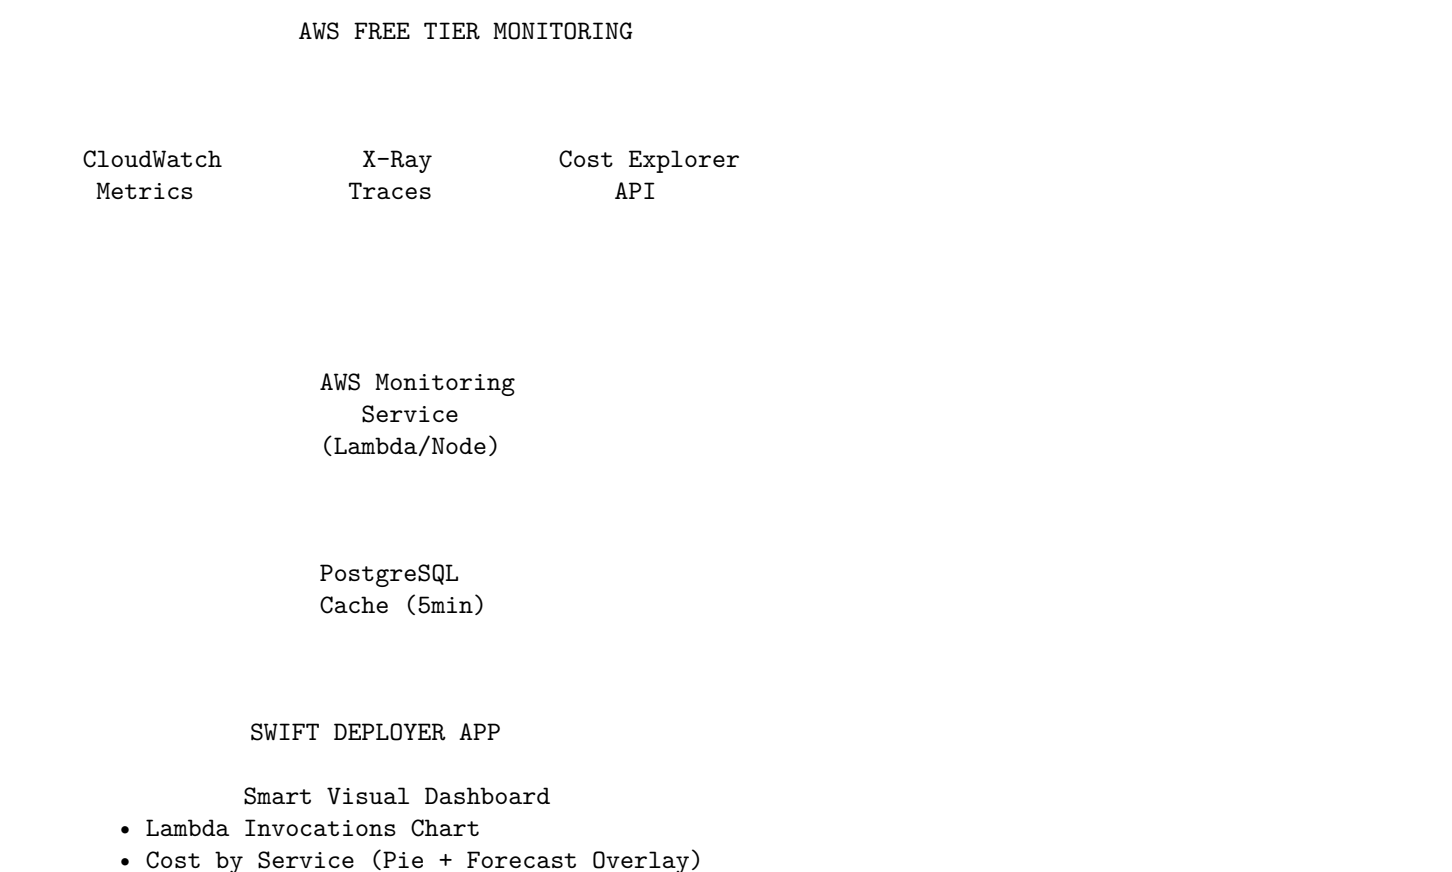 AWS FREE TIER MONITORING
CloudWatch X-Ray Cost Explorer
Metrics Traces API
AWS Monitoring
Service
(Lambda/Node)
PostgreSQL
Cache (5min)
SWIFT DEPLOYER APP
Smart Visual Dashboard
• Lambda Invocations Chart
• Cost by Service (Pie + Forecast Overlay)